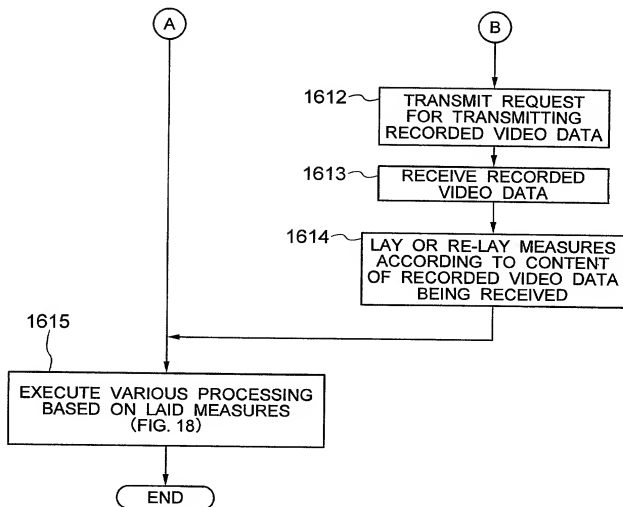 A
B
1612
TRANSMIT REQUEST
FOR TRANSMITTING
RECORDED VIDEO DATA
1613
RECEIVE RECORDED
VIDEO DATA
1614
LAY OR RE-LAY MEASURES
ACCORDING TO CONTENT
OF RECORDED VIDEO DATA
BEING RECEIVED
1615
EXECUTE VARIOUS PROCESSING
BASED ON LAID MEASURES
(FIG. 18)
END